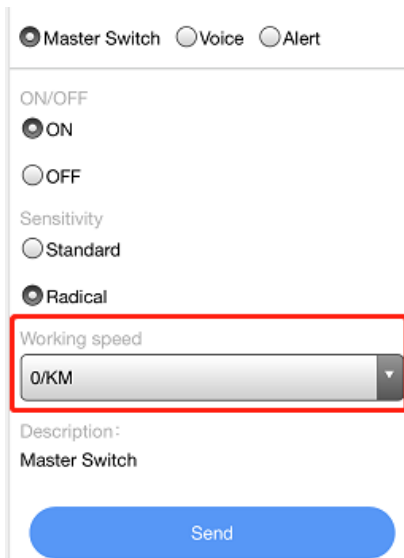 Master Switch Voice Alert
ON/OFF
ON
OFF
Sensitivity
Standard
Radical
Working speed
0/KM
Description:
Master Switch
Send